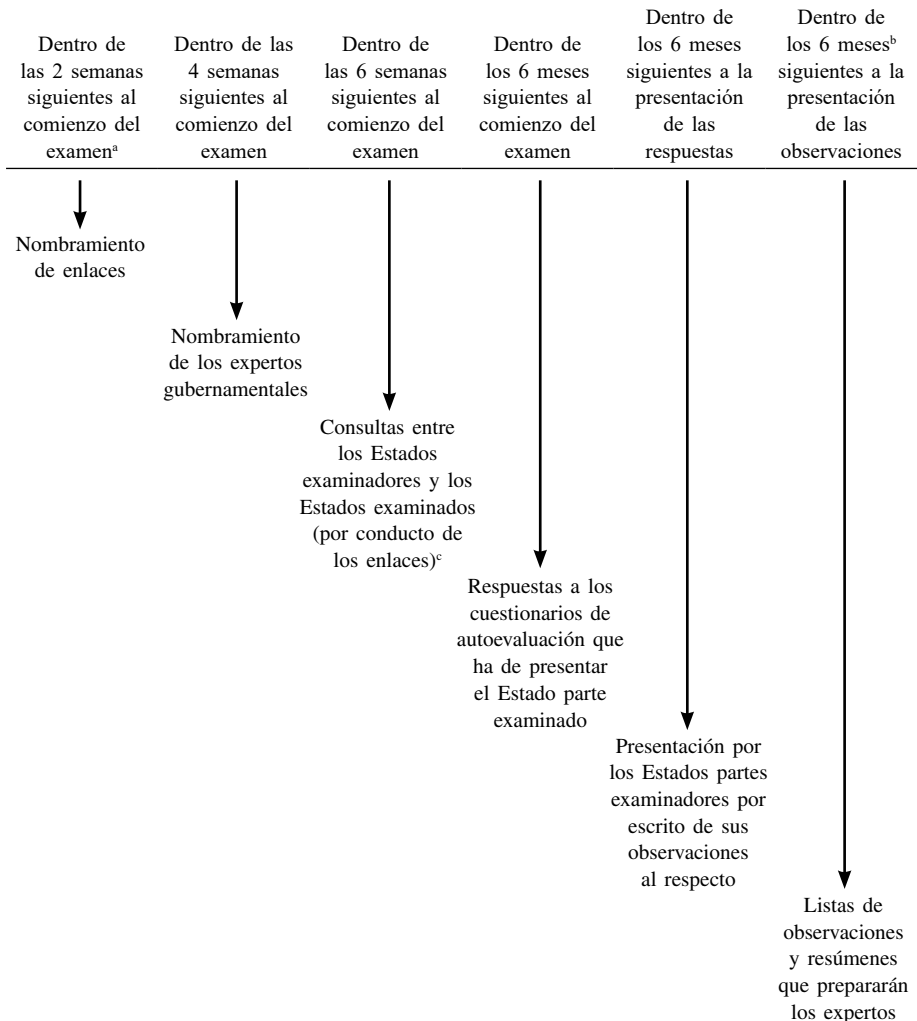 Dentro de
las 2 semanas
siguientes al
comienzo del
examenᵃ
Dentro de las
4 semanas
siguientes al
comienzo del
examen
Dentro de
las 6 semanas
siguientes al
comienzo del
examen
Dentro de
los 6 meses
siguientes al
comienzo del
examen
Dentro de
los 6 meses
siguientes a la
presentación
de las
respuestas
Dentro de
los 6 mesesᵇ
siguientes a la
presentación
de las
observaciones
Nombramiento
de enlaces
Nombramiento
de los expertos
gubernamentales
Consultas entre
los Estados
examinadores y los
Estados examinados
(por conducto de
los enlaces)ᶜ
Respuestas a los
cuestionarios de
autoevaluación que
ha de presentar
el Estado parte
examinado
Presentación por
los Estados partes
examinadores por
escrito de sus
observaciones
al respecto
Listas de
observaciones
y resúmenes
que prepararán
los expertos